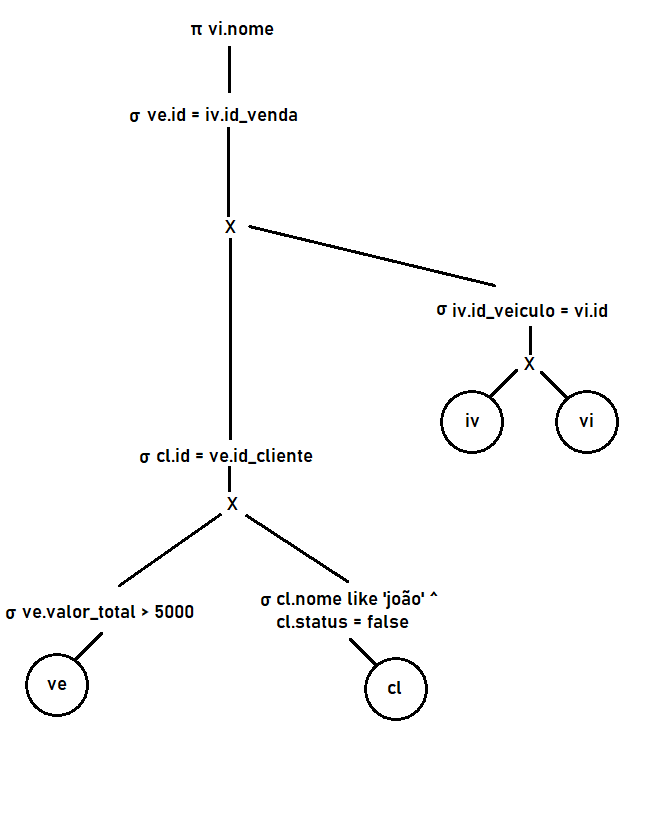 π vi.nome
σ ve.id = iv.id_venda
X
σ iv.id_veiculo = vi.id
X
iv
vi
σ cl.id = ve.id_cliente
X
σ ve.valor_total > 5000
σ cl.nome like 'joão' ^
cl.status = false
ve
cl